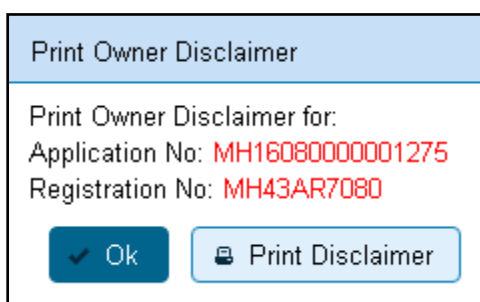 Print Owner Disclaimer
Print Owner Disclaimer for:
Application No: MH16080000001275
Registration No: MH43AR7080
Ok Print Disclaimer